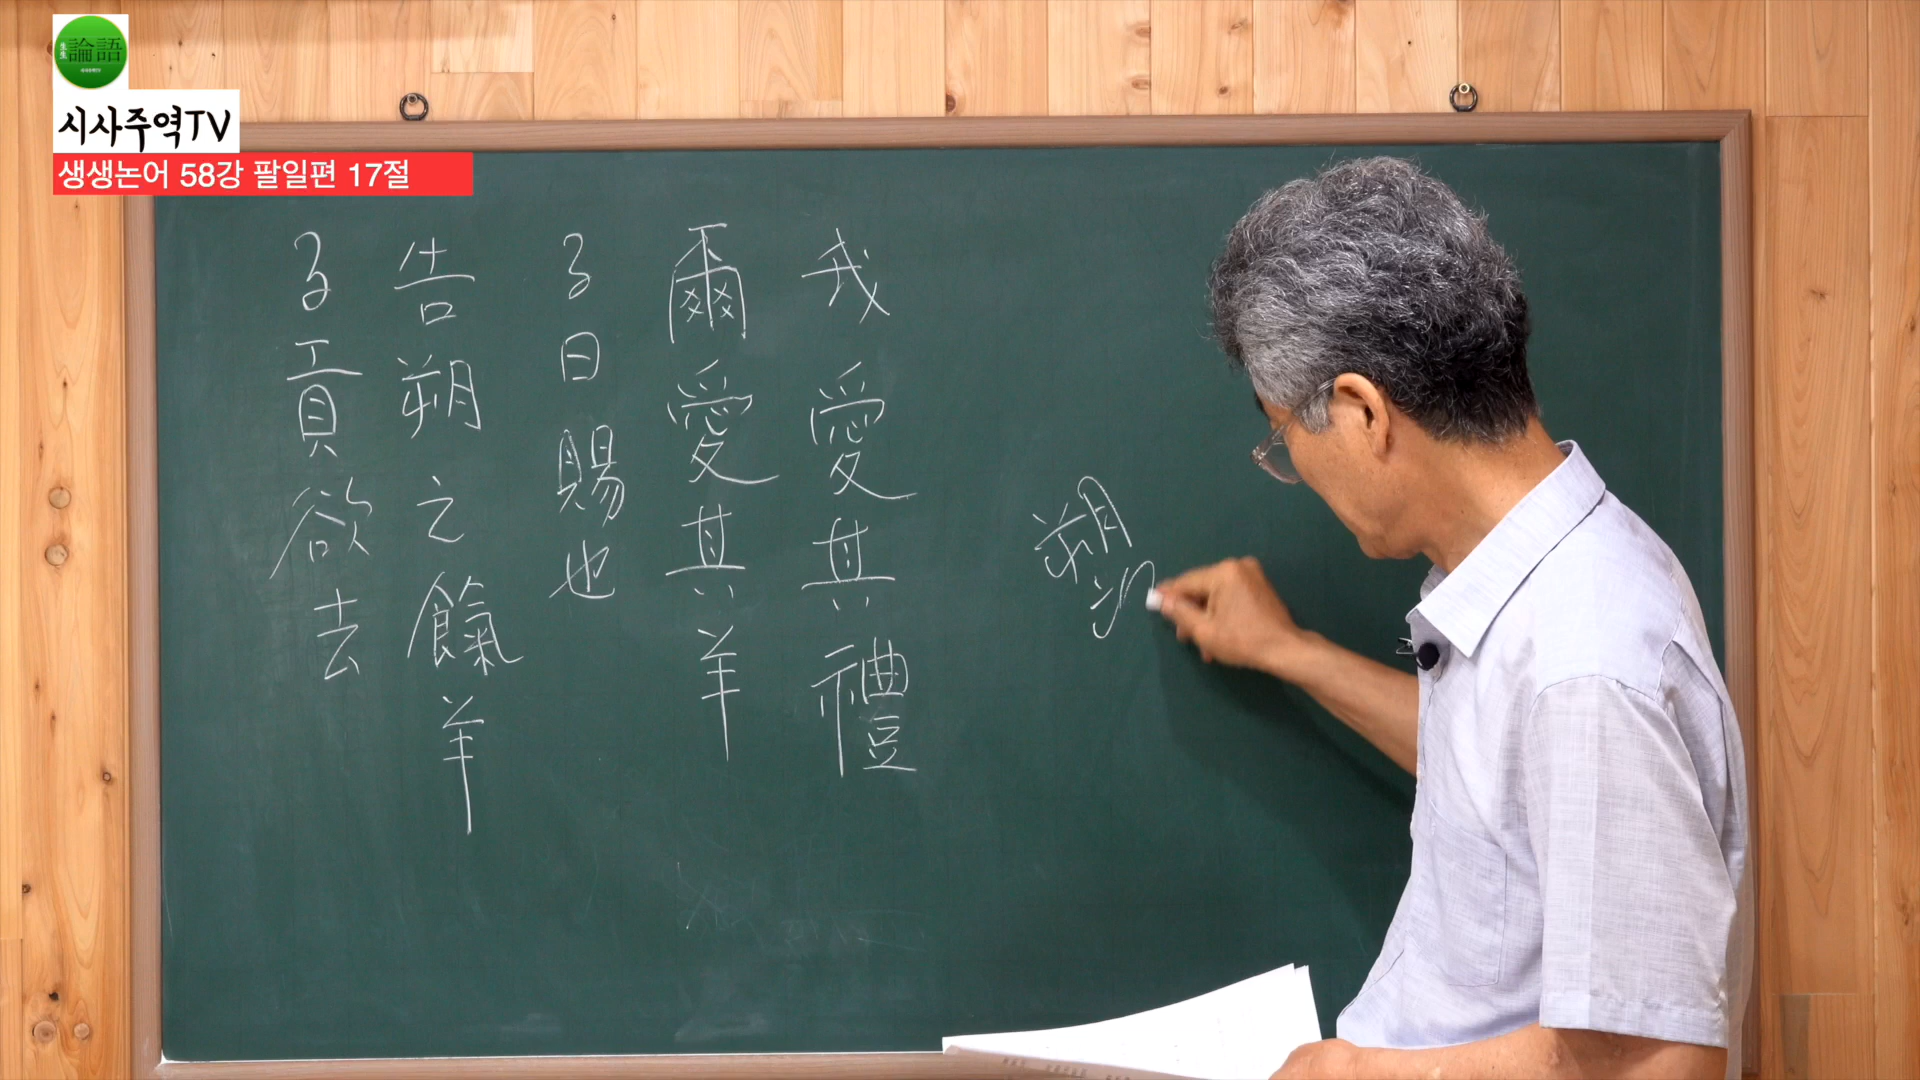 生生
論語
시사주역TV
생생논어 58강 팔일편 17절
子貢欲去
告朔之餼羊
子曰賜也
爾愛其羊
我愛其禮
朔